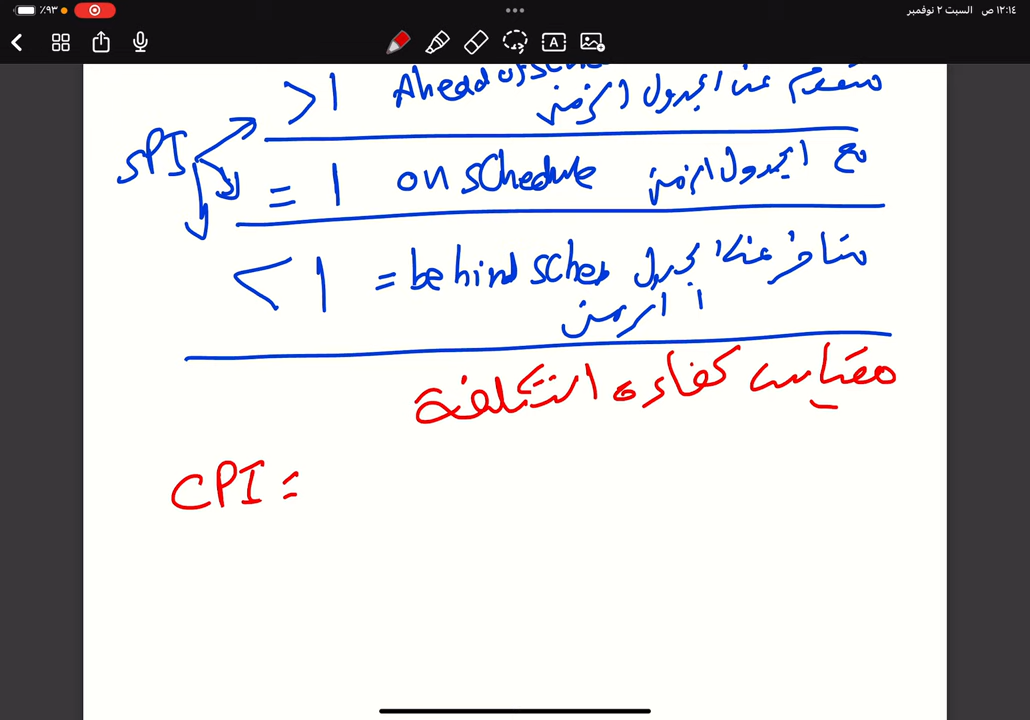 ٪٩٣ ١٢:١٤ ص السبت ٢ نوفمبر
> 1 Ahead of sche متقدم عن الجدول الزمني
SPI = 1 on schedule مع الجدول الزمني
< 1 = behind sched متاخر عن الجدول
الزمني
مقياس كفاءة التكلفة
CPI =